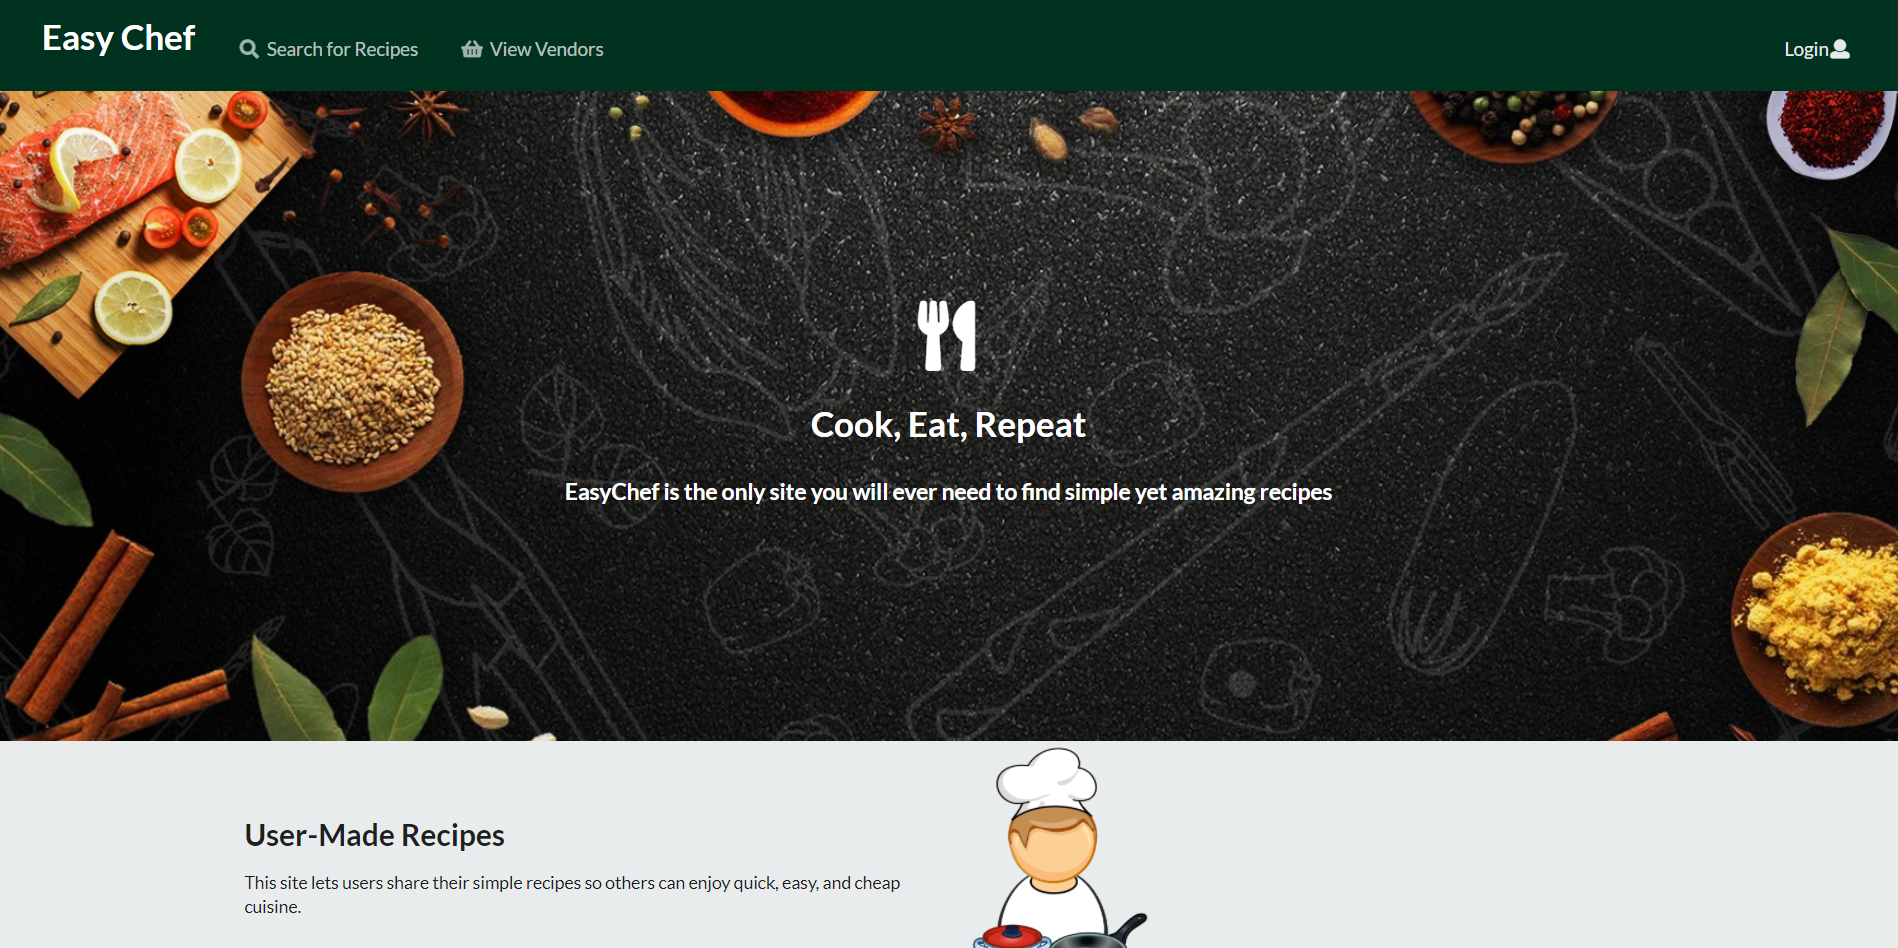 Easy Chef
Search for Recipes
View Vendors
Login
Cook, Eat, Repeat
EasyChef is the only site you will ever need to find simple yet amazing recipes
User-Made Recipes
This site lets users share their simple recipes so others can enjoy quick, easy, and cheap
cuisine.